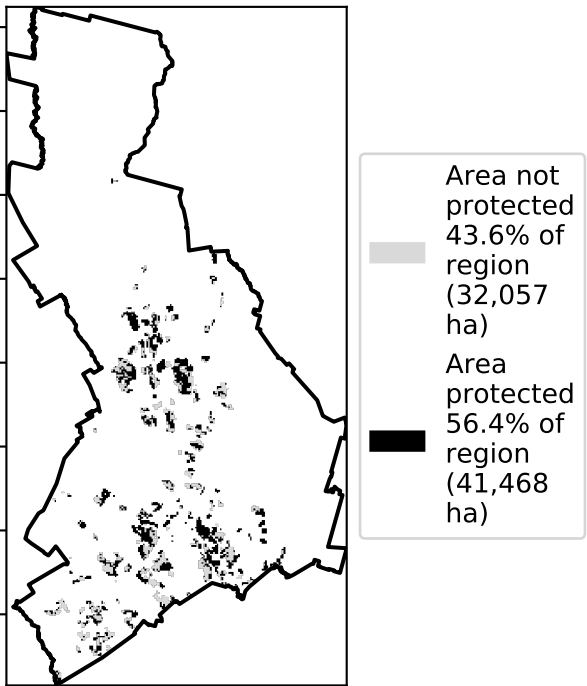 Area not
protected
43.6% of
region
(32,057
ha)
Area
protected
56.4% of
region
(41,468
ha)